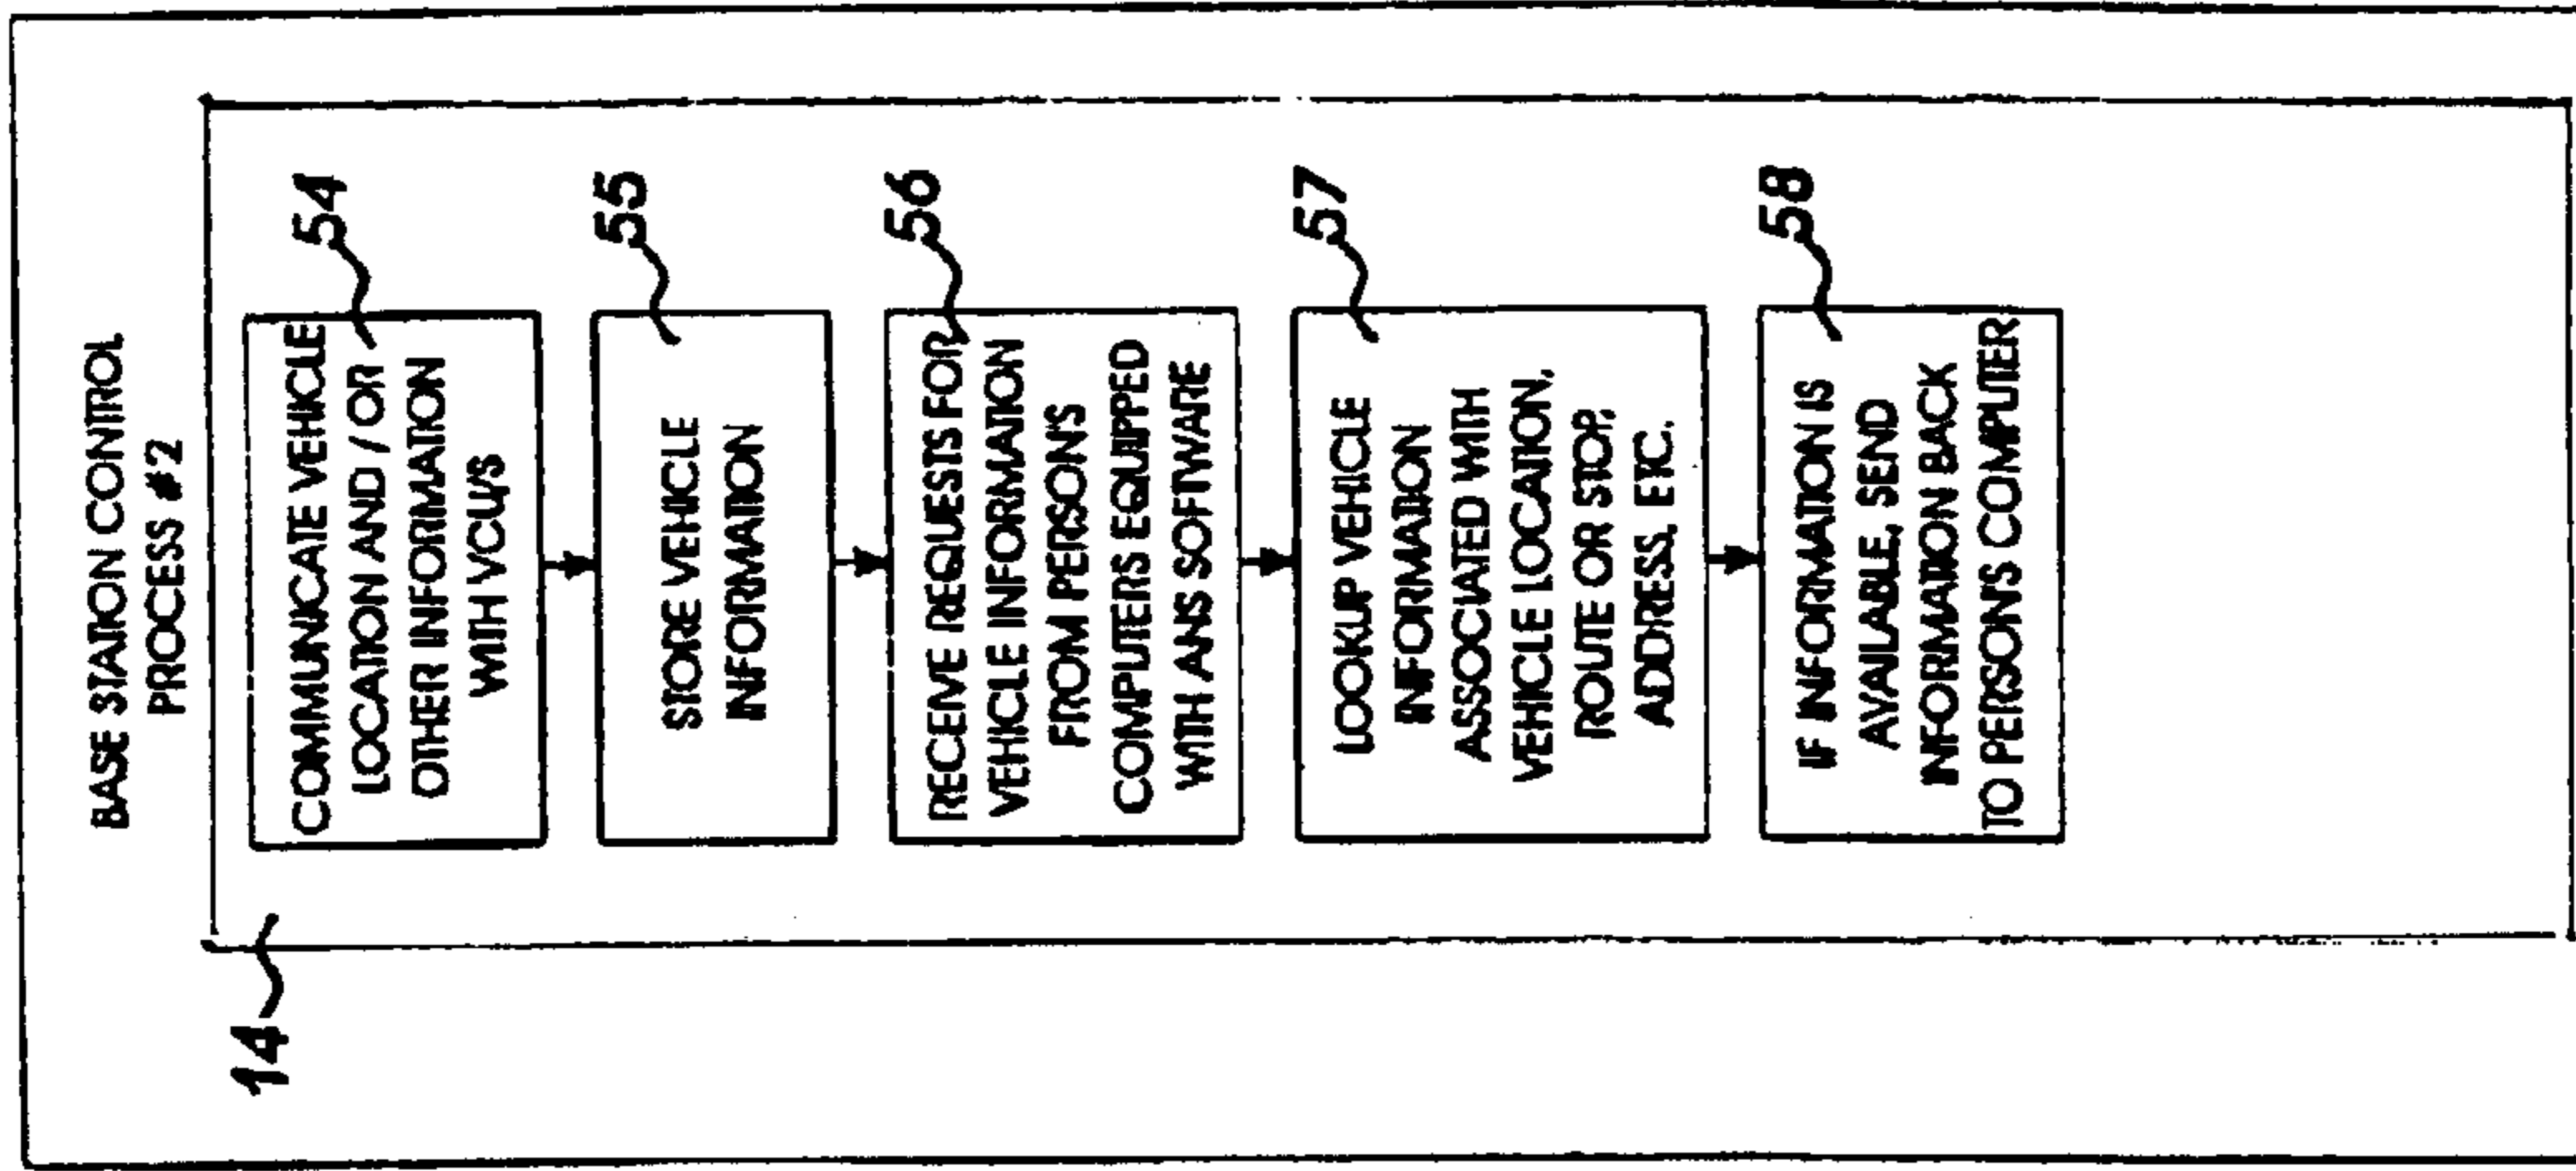 BASE STATION CONTROL
PROCESS #2
14
COMMUNICATE VEHICLE
LOCATION AND / OR
OTHER INFORMATION
WITH VCU/S
54
STORE VEHICLE
INFORMATION
55
RECEIVE REQUESTS FOR
VEHICLE INFORMATION
FROM PERSON'S
COMPUTERS EQUIPPED
WITH ANS SOFTWARE
56
LOOKUP VEHICLE
INFORMATION
ASSOCIATED WITH
VEHICLE LOCATION,
ROUTE OR STOP,
ADDRESS, ETC.
57
IF INFORMATION IS
AVAILABLE, SEND
INFORMATION BACK
TO PERSON'S COMPUTER
58